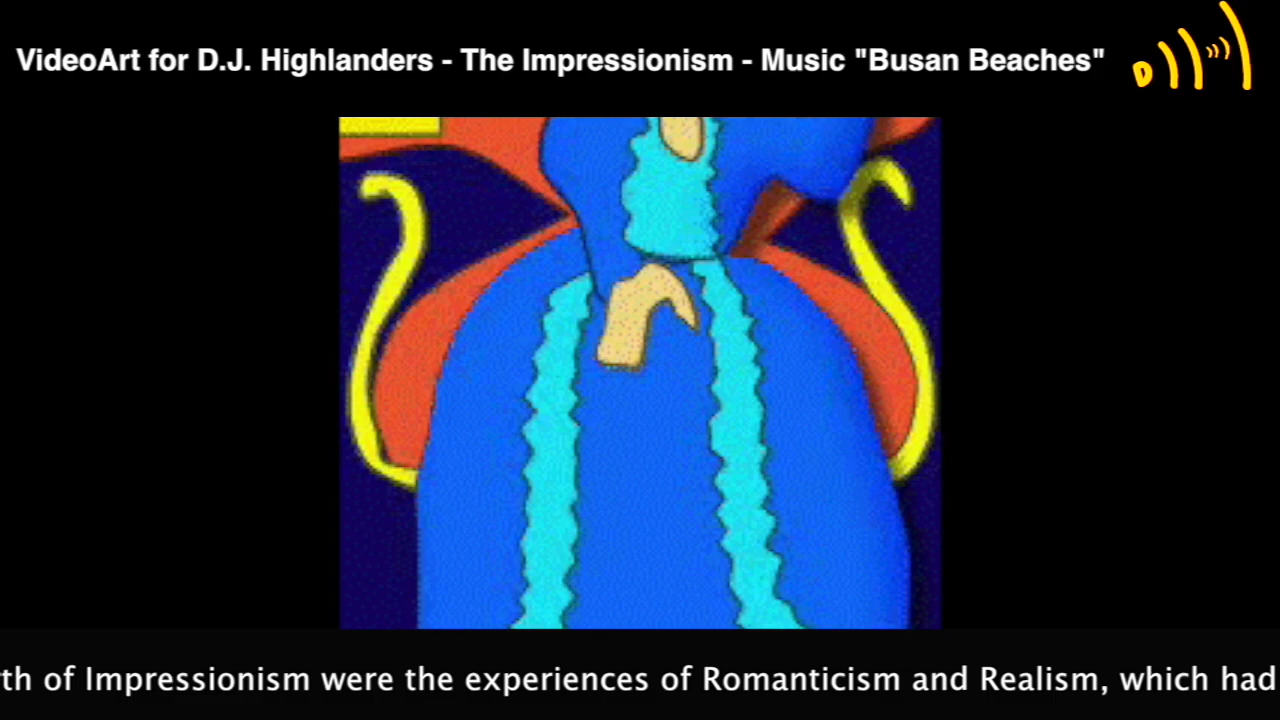 VideoArt for D.J. Highlanders - The Impressionism - Music "Busan Beaches"
of Impressionism were the experiences of Romanticism and Realism, which had